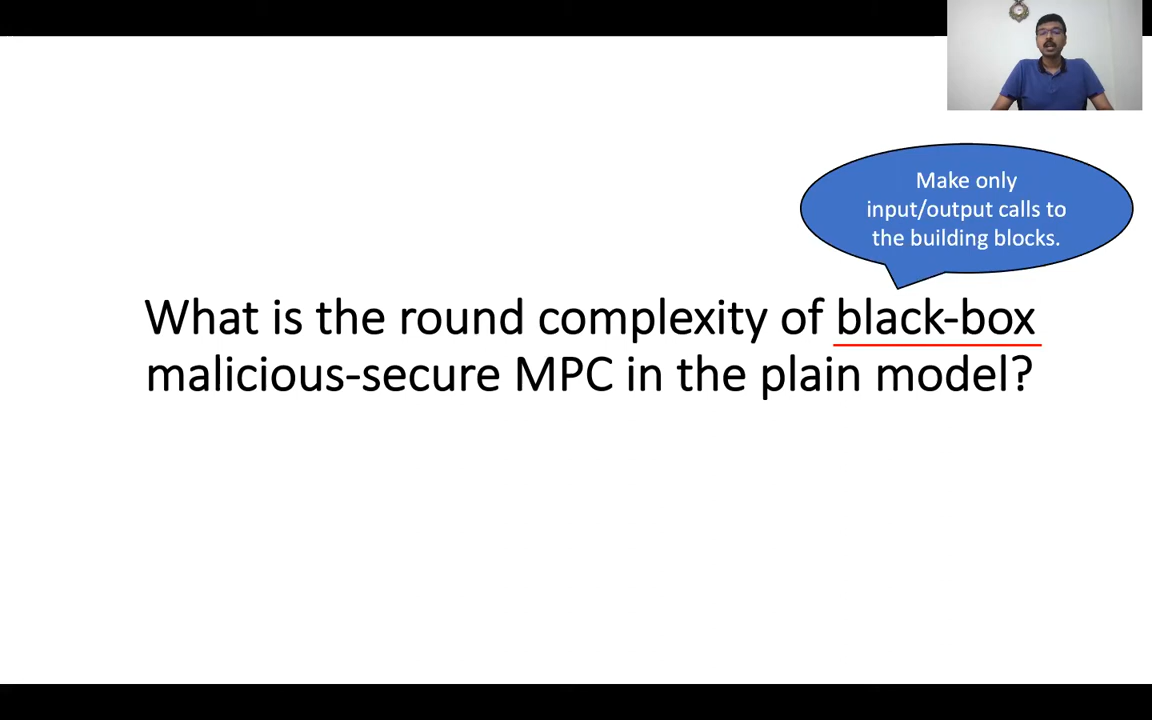 Make only
input/output calls to
the building blocks.
What is the round complexity of black-box
malicious-secure MPC in the plain model?